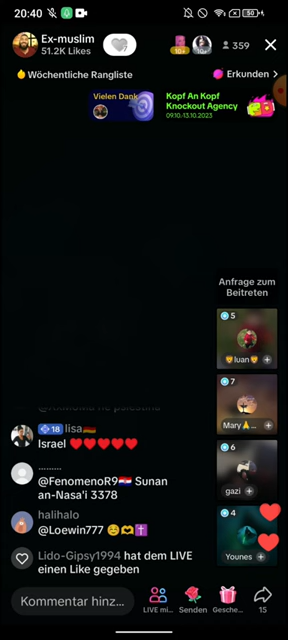 20:40
Ex-muslim
51.2K Likes
10+
10+
359
Wöchentliche Rangliste
Erkunden
Vielen Dank
Kopf An Kopf
Knockout Agency
09.10-13.10.2023
Anfrage zum
Beitreten
5
luan
7
Mary🙏...
6
gazi
4
Younes
18 lisa🇩🇪
Israel ❤️❤️❤️❤️❤️
.........
@FenomenoR9🇭🇷 Sunan
an-Nasa'i 3378
halihalo
@Loewin777 ☺️🫶✝️
Lido-Gipsy1994 hat dem LIVE
einen Like gegeben
Kommentar hinz...
LIVE mi...
Senden
Gesche...
15